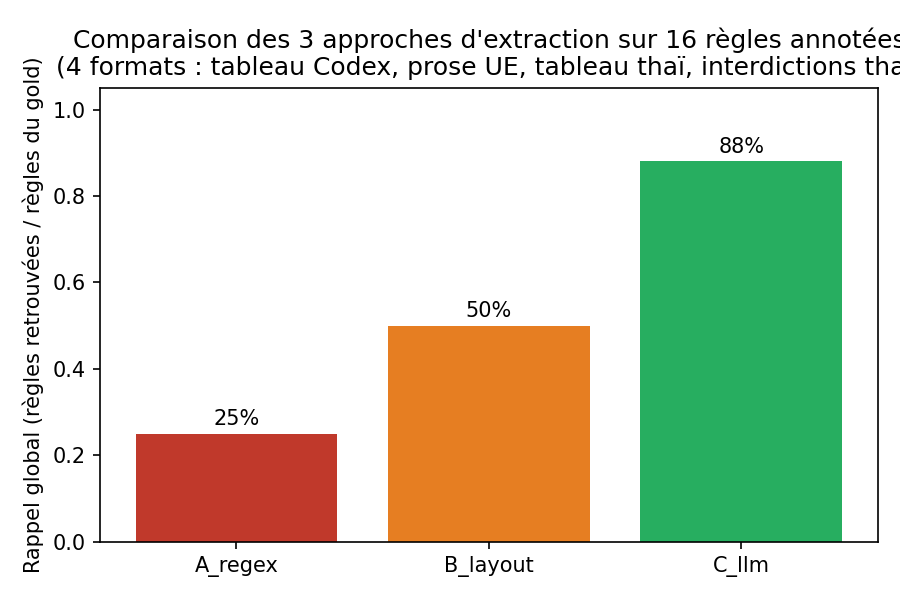 Comparaison des 3 approches d'extraction sur 16 règles annotées
(4 formats : tableau Codex, prose UE, tableau thaï, interdictions
Rappel global (règles retrouvées / règles du gold)
1.0
0.8
0.6
0.4
0.2
0.0
25%
50%
88%
A_regex
B_layout
C_llm